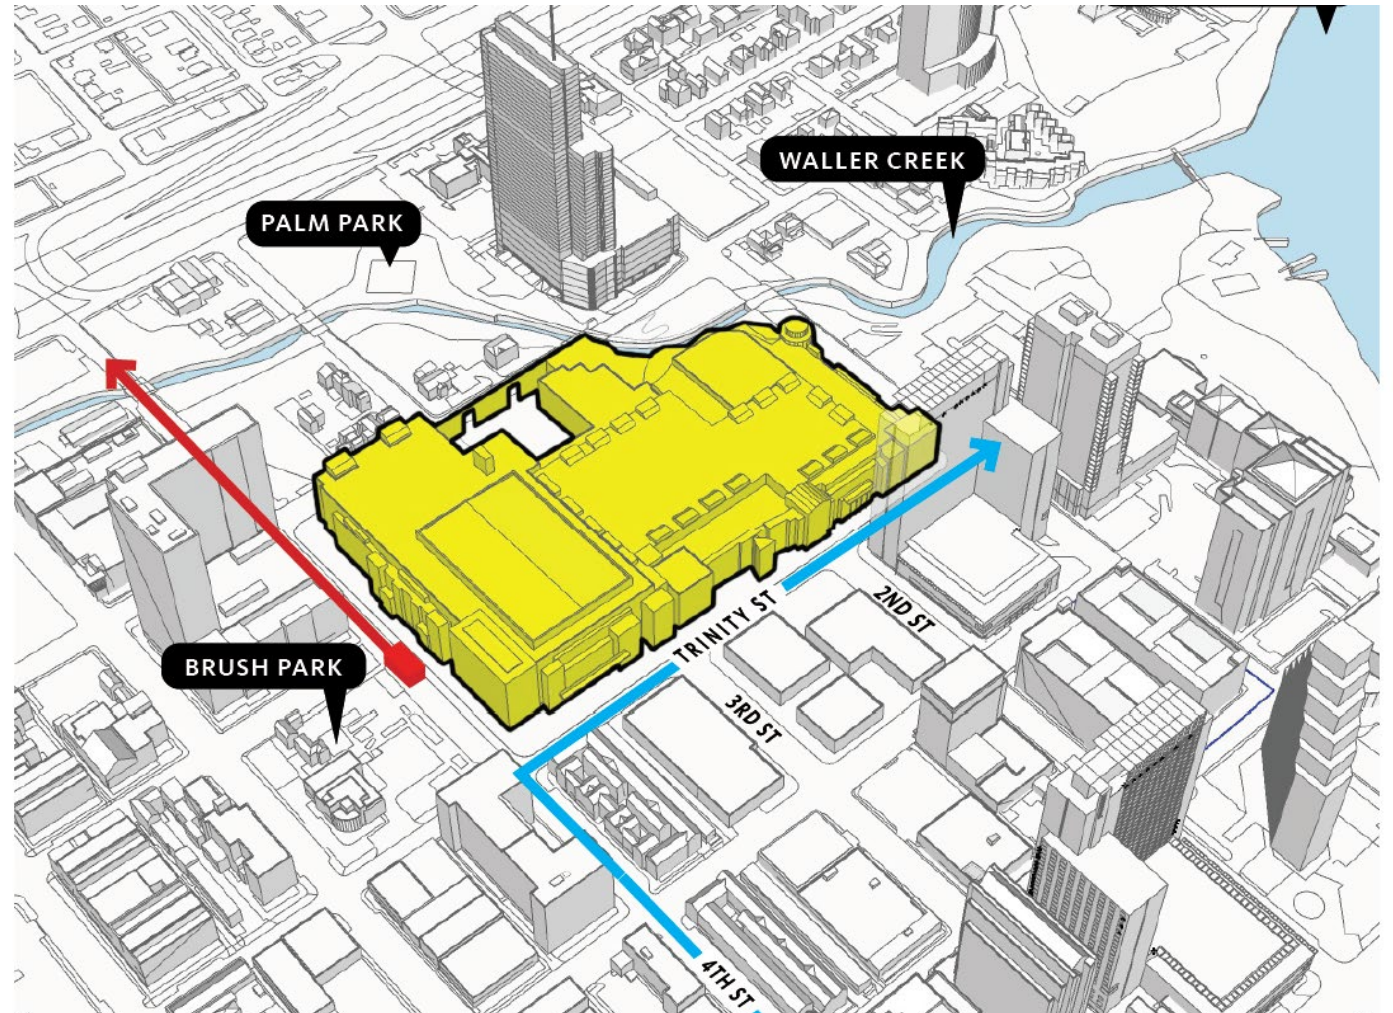 WALLER CREEK
PALM PARK
TRINITY ST
2ND ST
BRUSH PARK
3RD ST
4TH ST